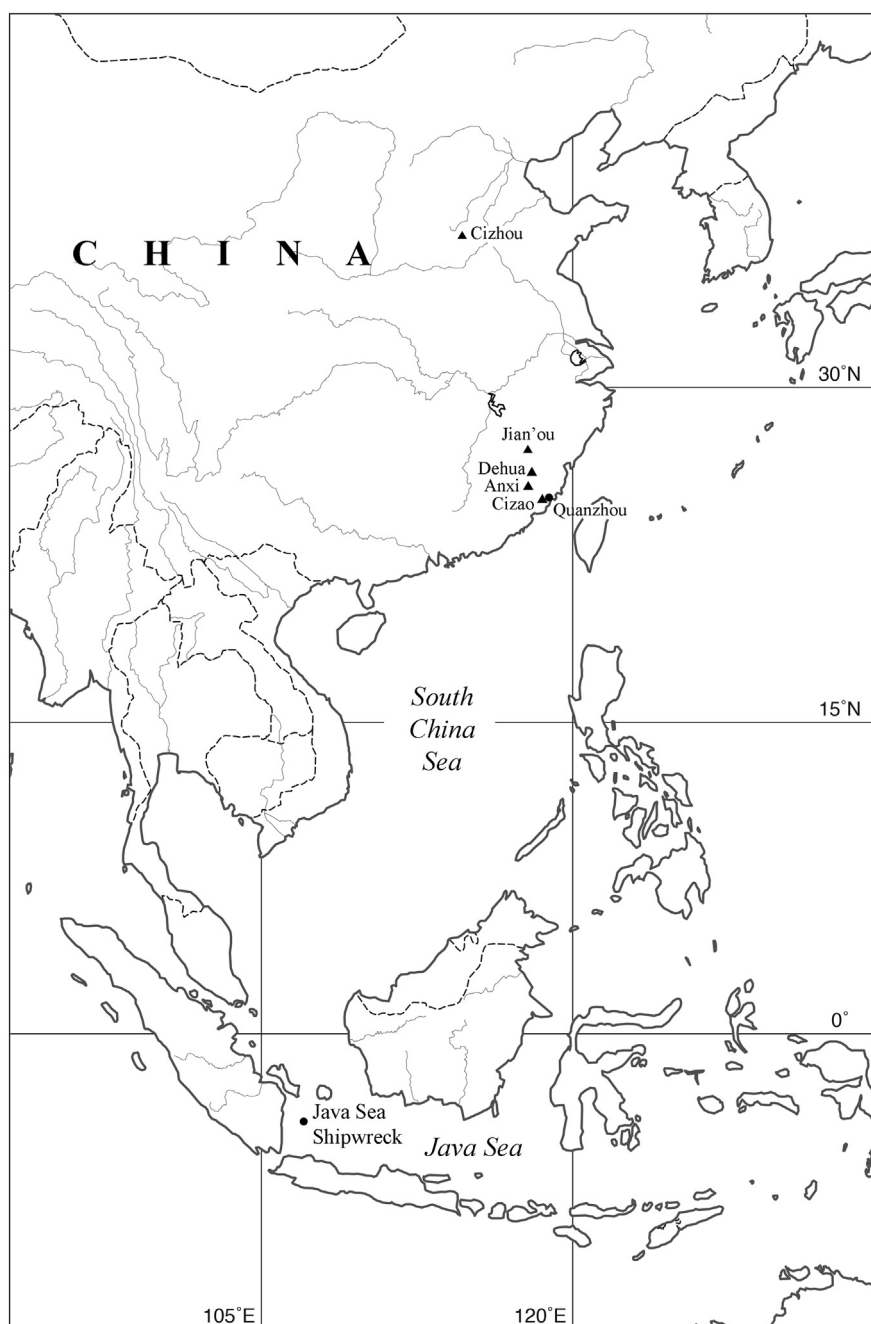 Cizhou
CHINA
30°N
Jian’ou
Dehua
Anxi
Cizao
Quanzhou
South
China
Sea
15°N
0°
Java Sea
Shipwreck
Java Sea
105°E
120°E